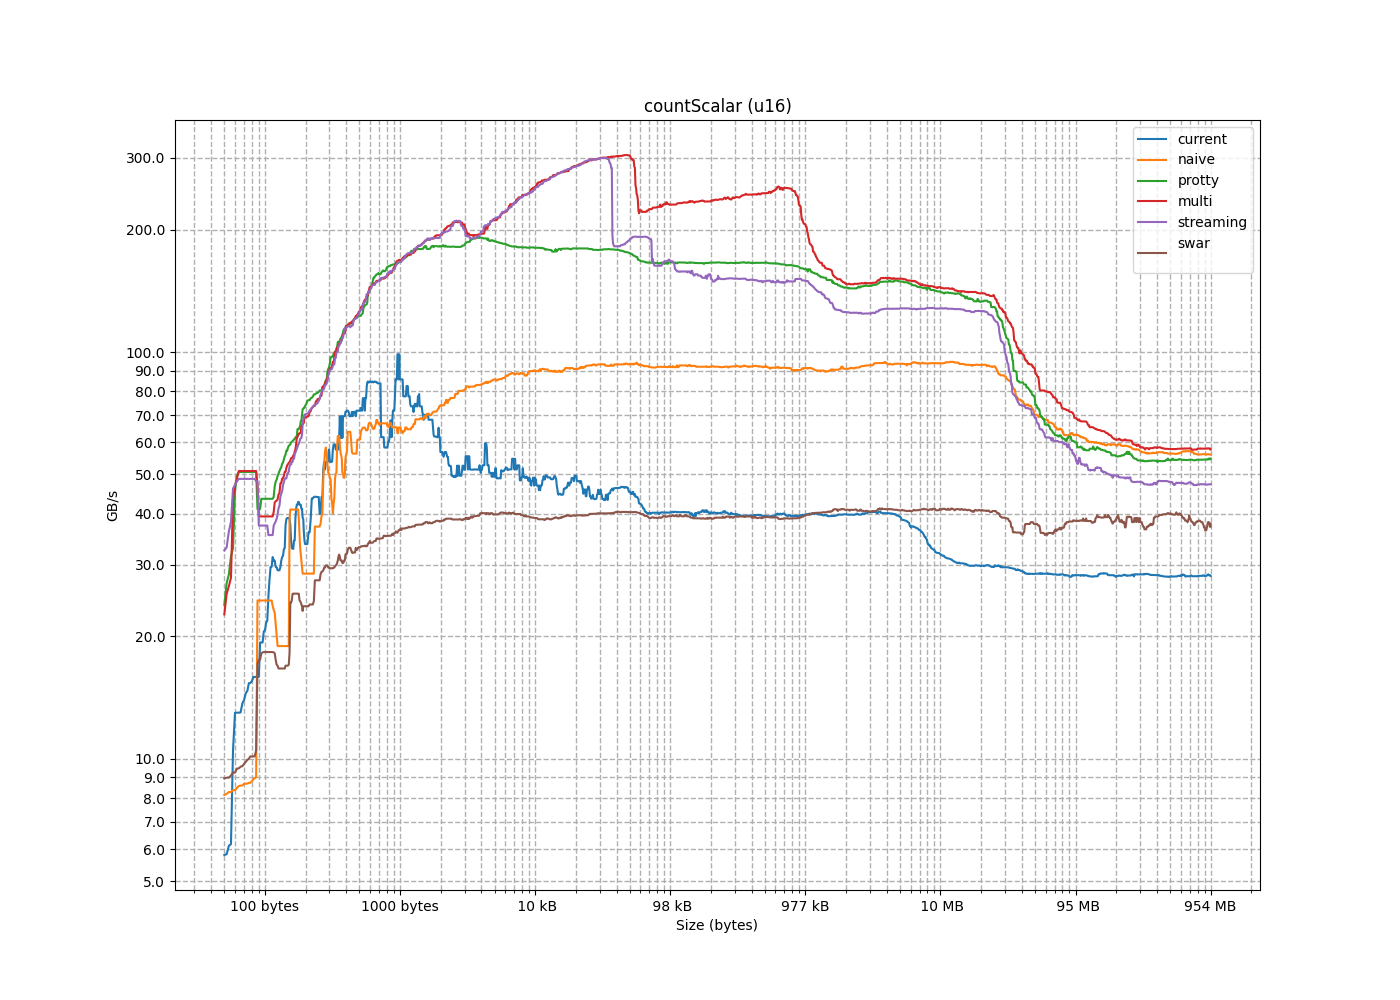 countScalar (u16)
300.0
200.0
100.0
90.0
80.0
70.0
60.0
50.0
40.0
30.0
20.0
10.0
9.0
8.0
7.0
6.0
5.0
GB/s
current
naive
protty
multi
streaming
swar
100 bytes 1000 bytes 10 kB 98 kB 977 kB 10 MB 95 MB 954 MB
Size (bytes)